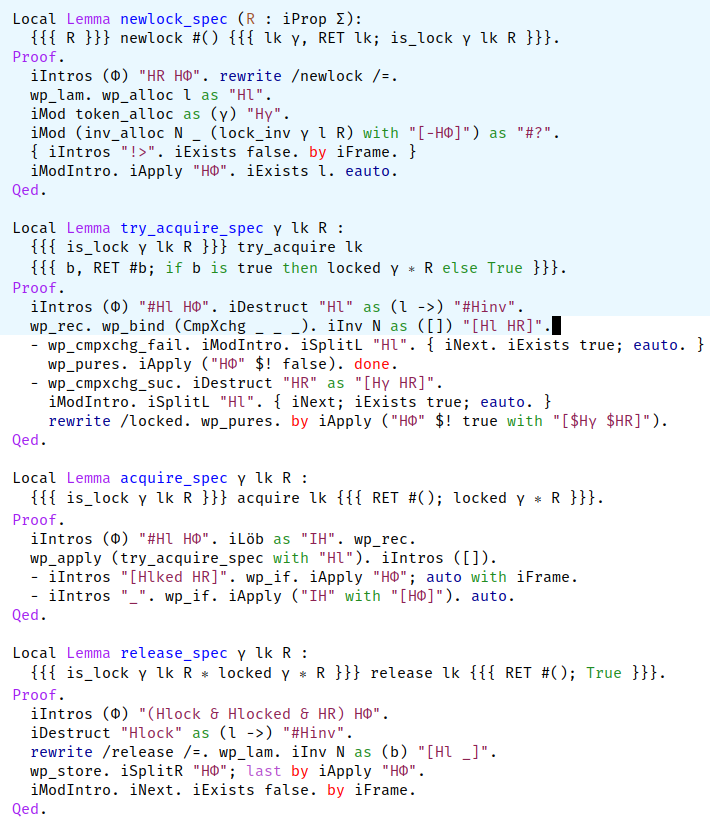 Local Lemma newlock_spec (R : iProp Σ):
  {{{ R }}} newlock #() {{{ lk γ, RET lk; is_lock γ lk R }}}.
Proof.
  iIntros (Φ) "HR HΦ". rewrite /newlock /=.
  wp_lam. wp_alloc l as "Hl".
  iMod token_alloc as (γ) "Hγ".
  iMod (inv_alloc N _ (lock_inv γ l R) with "[-HΦ]") as "#?".
  { iIntros "!>". iExists false. by iFrame. }
  iModIntro. iApply "HΦ". iExists l. eauto.
Qed.

Local Lemma try_acquire_spec γ lk R :
  {{{ is_lock γ lk R }}} try_acquire lk
  {{{ b, RET #b; if b is true then locked γ ∗ R else True }}}.
Proof.
  iIntros (Φ) "#Hl HΦ". iDestruct "Hl" as (l ->) "#Hinv".
  wp_rec. wp_bind (CmpXchg _ _ _). iInv N as ([]) "[Hl HR]".
  - wp_cmpxchg_fail. iModIntro. iSplitL "Hl". { iNext. iExists true; eauto. }
    wp_pures. iApply ("HΦ" $! false). done.
  - wp_cmpxchg_suc. iDestruct "HR" as "[Hγ HR]".
    iModIntro. iSplitL "Hl". { iNext; iExists true; eauto. }
    rewrite /locked. wp_pures. by iApply ("HΦ" $! true with "[$Hγ $HR]").
Qed.

Local Lemma acquire_spec γ lk R :
  {{{ is_lock γ lk R }}} acquire lk {{{ RET #(); locked γ ∗ R }}}.
Proof.
  iIntros (Φ) "#Hl HΦ". iLöb as "IH". wp_rec.
  wp_apply (try_acquire_spec with "Hl"). iIntros ([]).
  - iIntros "[Hlked HR]". wp_if. iApply "HΦ"; auto with iFrame.
  - iIntros "_". wp_if. iApply ("IH" with "[HΦ]"). auto.
Qed.

Local Lemma release_spec γ lk R :
  {{{ is_lock γ lk R ∗ locked γ ∗ R }}} release lk {{{ RET #(); True }}}.
Proof.
  iIntros (Φ) "(Hlock & Hlocked & HR) HΦ".
  iDestruct "Hlock" as (l ->) "#Hinv".
  rewrite /release /=. wp_lam. iInv N as (b) "[Hl _]".
  wp_store. iSplitR "HΦ"; last by iApply "HΦ".
  iModIntro. iNext. iExists false. by iFrame.
Qed.